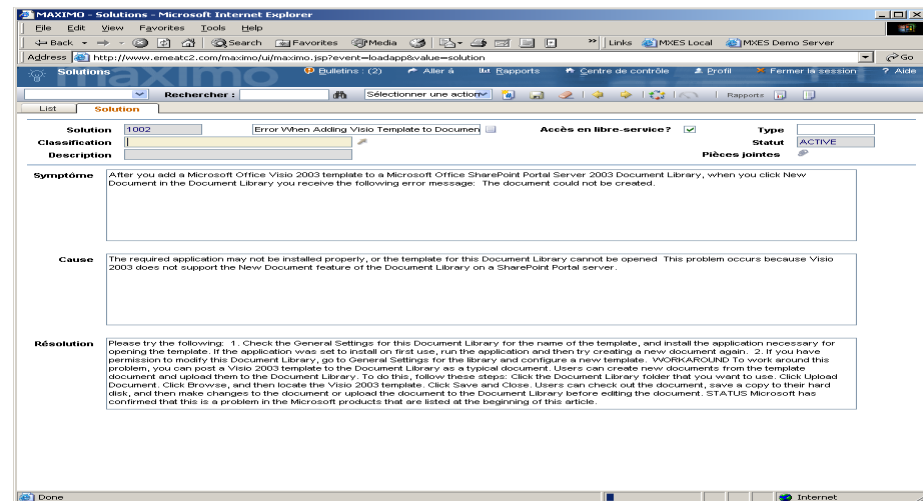 MAXIMO - Solutions - Microsoft Internet Explorer
File Edit View Favorites Tools Help
Back Search Favorites Media Links MXES Local MXES Demo Server
Address http://www.emeatc2.com/maximo/ui/maximo.jsp?event=loadapp&value=solution Go
Solutions maximo Bulletins : (2) Aller à Rapports Centre de contrôle Profil Fermer la session ? Aide
Rechercher : Sélectionner une action Rapports
List Solution
Solution 1002 Error When Adding Visio Template to Documen Accès en libre-service? Type
Classification Statut ACTIVE
Description Pièces jointes
Symptôme After you add a Microsoft Office Visio 2003 template to a Microsoft Office SharePoint Portal Server 2003 Document Library, when you click New
Document in the Document Library you receive the following error message: The document could not be created.
Cause The required application may not be installed properly, or the template for this Document Library cannot be opened This problem occurs because Visio
2003 does not support the New Document feature of the Document Library on a SharePoint Portal server.
Résolution Please try the following: 1. Check the General Settings for this Document Library for the name of the template, and install the application necessary for
opening the template. If the application was set to install on first use, run the application and then try creating a new document again. 2. If you have
permission to modify this Document Library, go to General Settings for the library and configure a new template. WORKAROUND To work around this
problem, you can post a Visio 2003 template to the Document Library as a typical document. Users can create new documents from the template
document and upload them to the Document Library. To do this, follow these steps: Click the Document Library folder that you want to use. Click Upload
Document. Click Browse, and then locate the Visio 2003 template. Click Save and Close. Users can check out the document, save a copy to their hard
disk, and then make changes to the document or upload the document to the Document Library before editing the document. STATUS Microsoft has
confirmed that this is a problem in the Microsoft products that are listed at the beginning of this article.
Done Internet